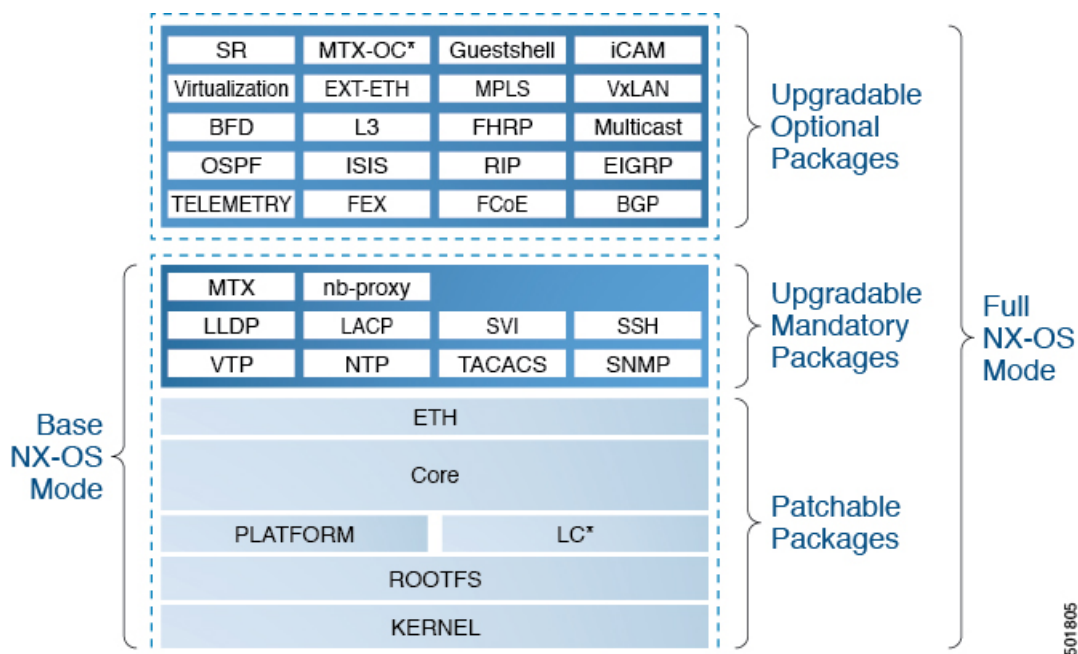 SR MTX-OC* Guestshell iCAM
Virtualization EXT-ETH MPLS VxLAN
BFD L3 FHRP Multicast
OSPF ISIS RIP EIGRP
TELEMETRY FEX FCoE BGP
Upgradable
Optional
Packages
MTX nb-proxy
LLDP LACP SVI SSH
VTP NTP TACACS SNMP
Upgradable
Mandatory
Packages
ETH
Core
PLATFORM LC*
ROOTFS
KERNEL
Patchable
Packages
Base
NX-OS
Mode
Full
NX-OS
Mode
501805